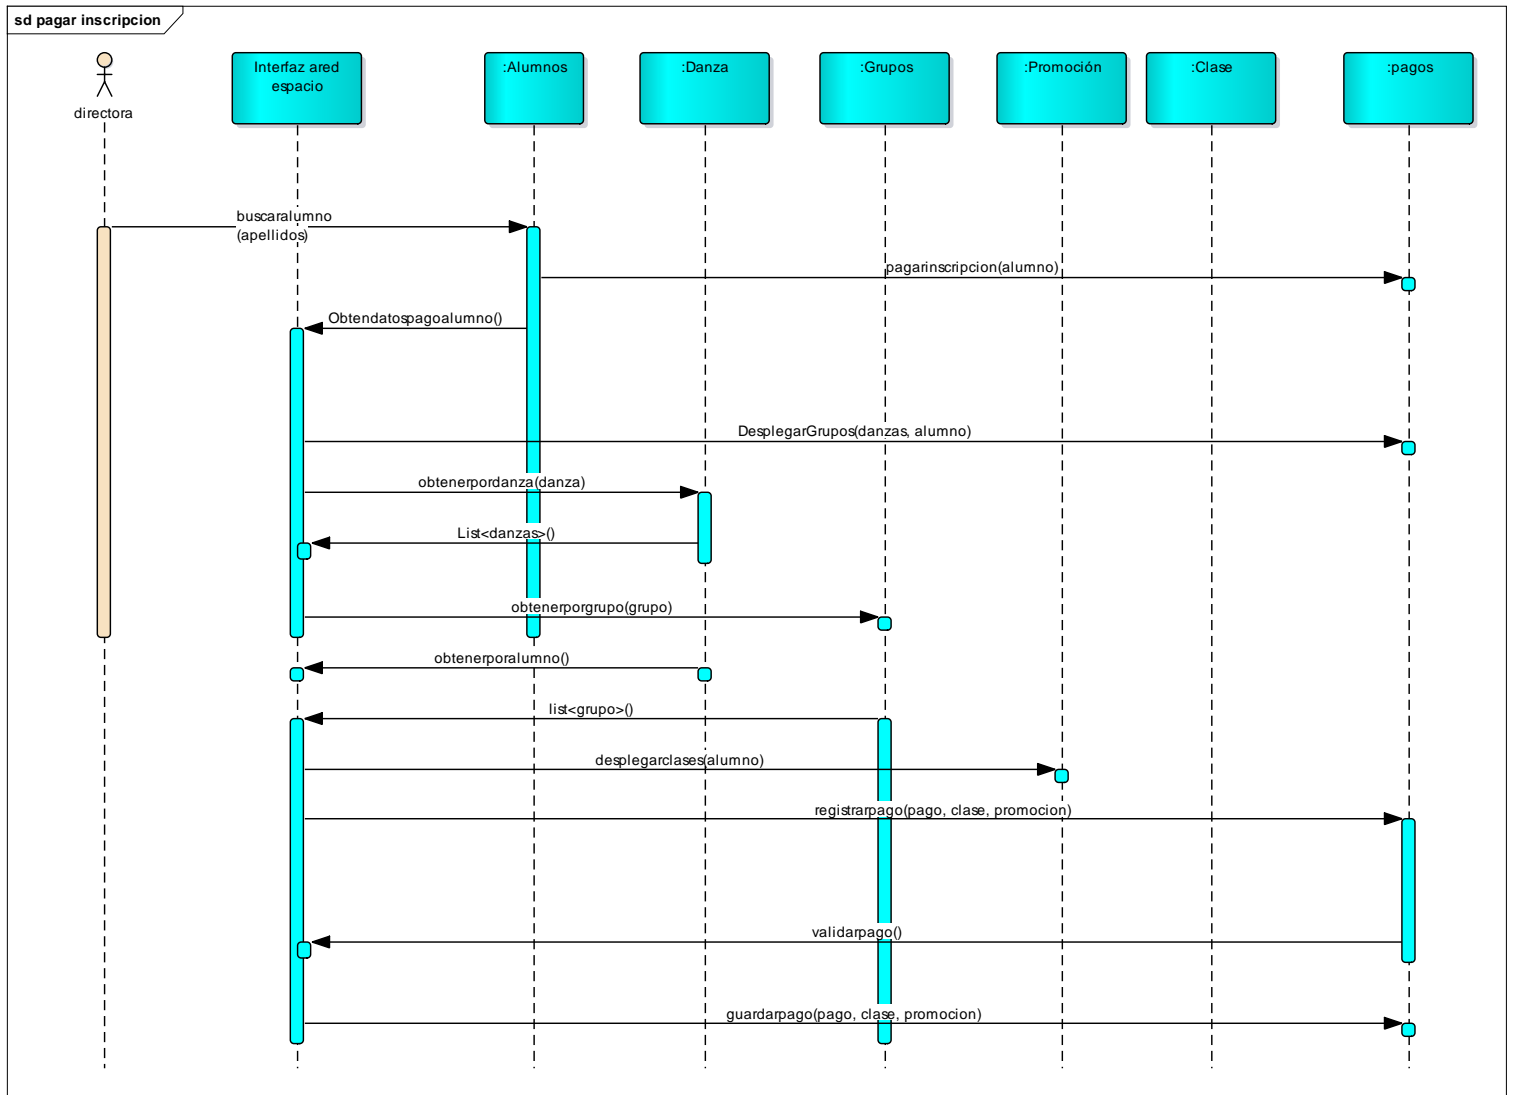 sd pagar inscripcion
directora
Interfaz ared
espacio
:Alumnos
:Danza
:Grupos
:Promoción
:Clase
:pagos
buscaralumno
(apellidos)
pagarinscripcion(alumno)
Obtendatospagoalumno()
DesplegarGrupos(danzas, alumno)
obtenerpordanza(danza)
List<danzas>()
obtenerporgrupo(grupo)
obtenerporalumno()
list<grupo>()
desplegarclases(alumno)
registrarpago(pago, clase, promocion)
validarpago()
guardarpago(pago, clase, promocion)